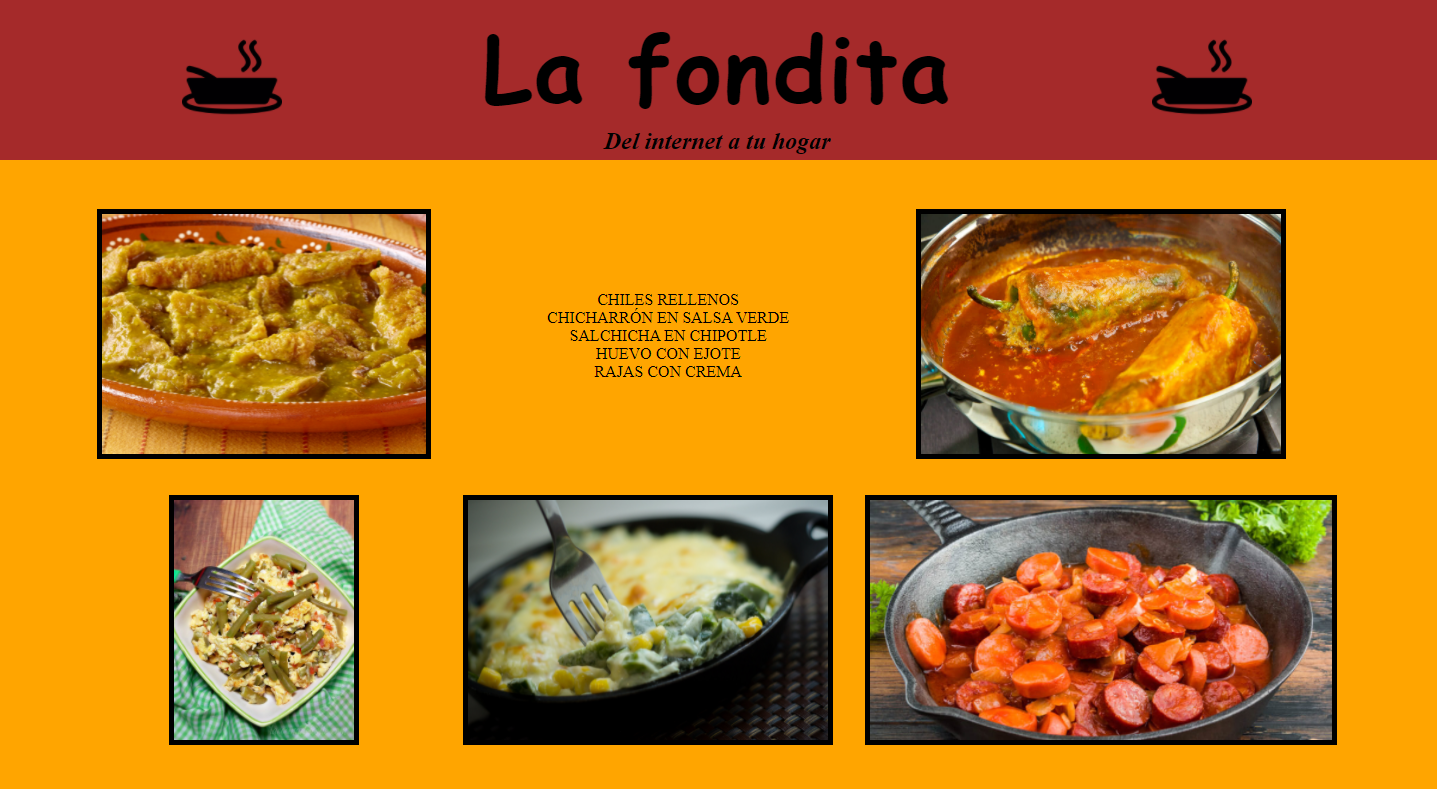 La fondita
Del internet a tu hogar
CHILES RELLENOS
CHICHARRÓN EN SALSA VERDE
SALCHICHA EN CHIPOTLE
HUEVO CON EJOTE
RAJAS CON CREMA